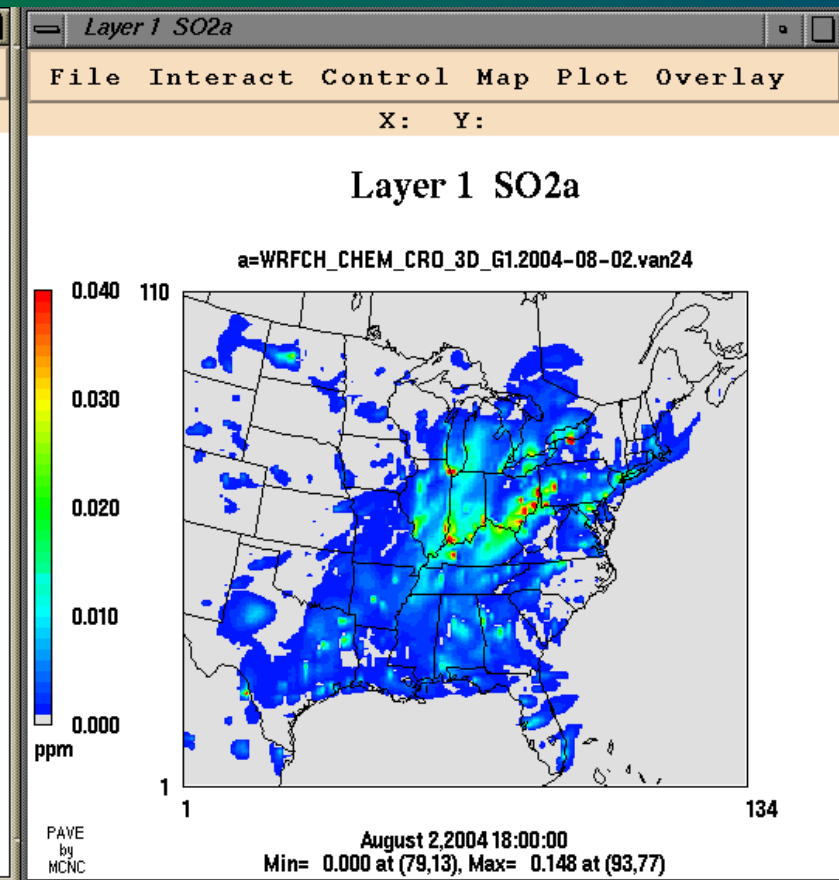 Layer 1 SO2a
File Interact Control Map Plot Overlay
X: Y:
Layer 1 SO2a
a=WRFCH_CHEM_CRO_3D_G1.2004-08-02.van24
0.040
0.030
0.020
0.010
0.000
ppm
110
1
1
134
PAVE
by
MCNC
August 2,2004 18:00:00
Min= 0.000 at (79,13), Max= 0.148 at (93,77)